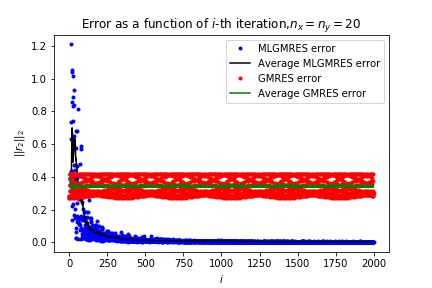 Error as a function of i-th iteration,nₓ = nᵧ = 20
1.2
1.0
0.8
0.6
0.4
0.2
0.0
||r₂||₂
MLGMRES error
Average MLGMRES error
GMRES error
Average GMRES error
0 250 500 750 1000 1250 1500 1750 2000
i